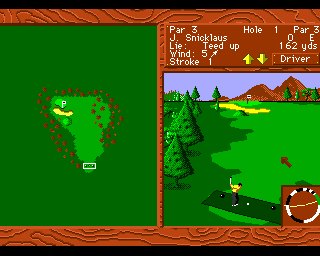 Par 3 Hole 1 Par 3
J. Snicklaus 0 E
Lie: Teed up 162 yds
Wind: 5
Stroke 1 Driver